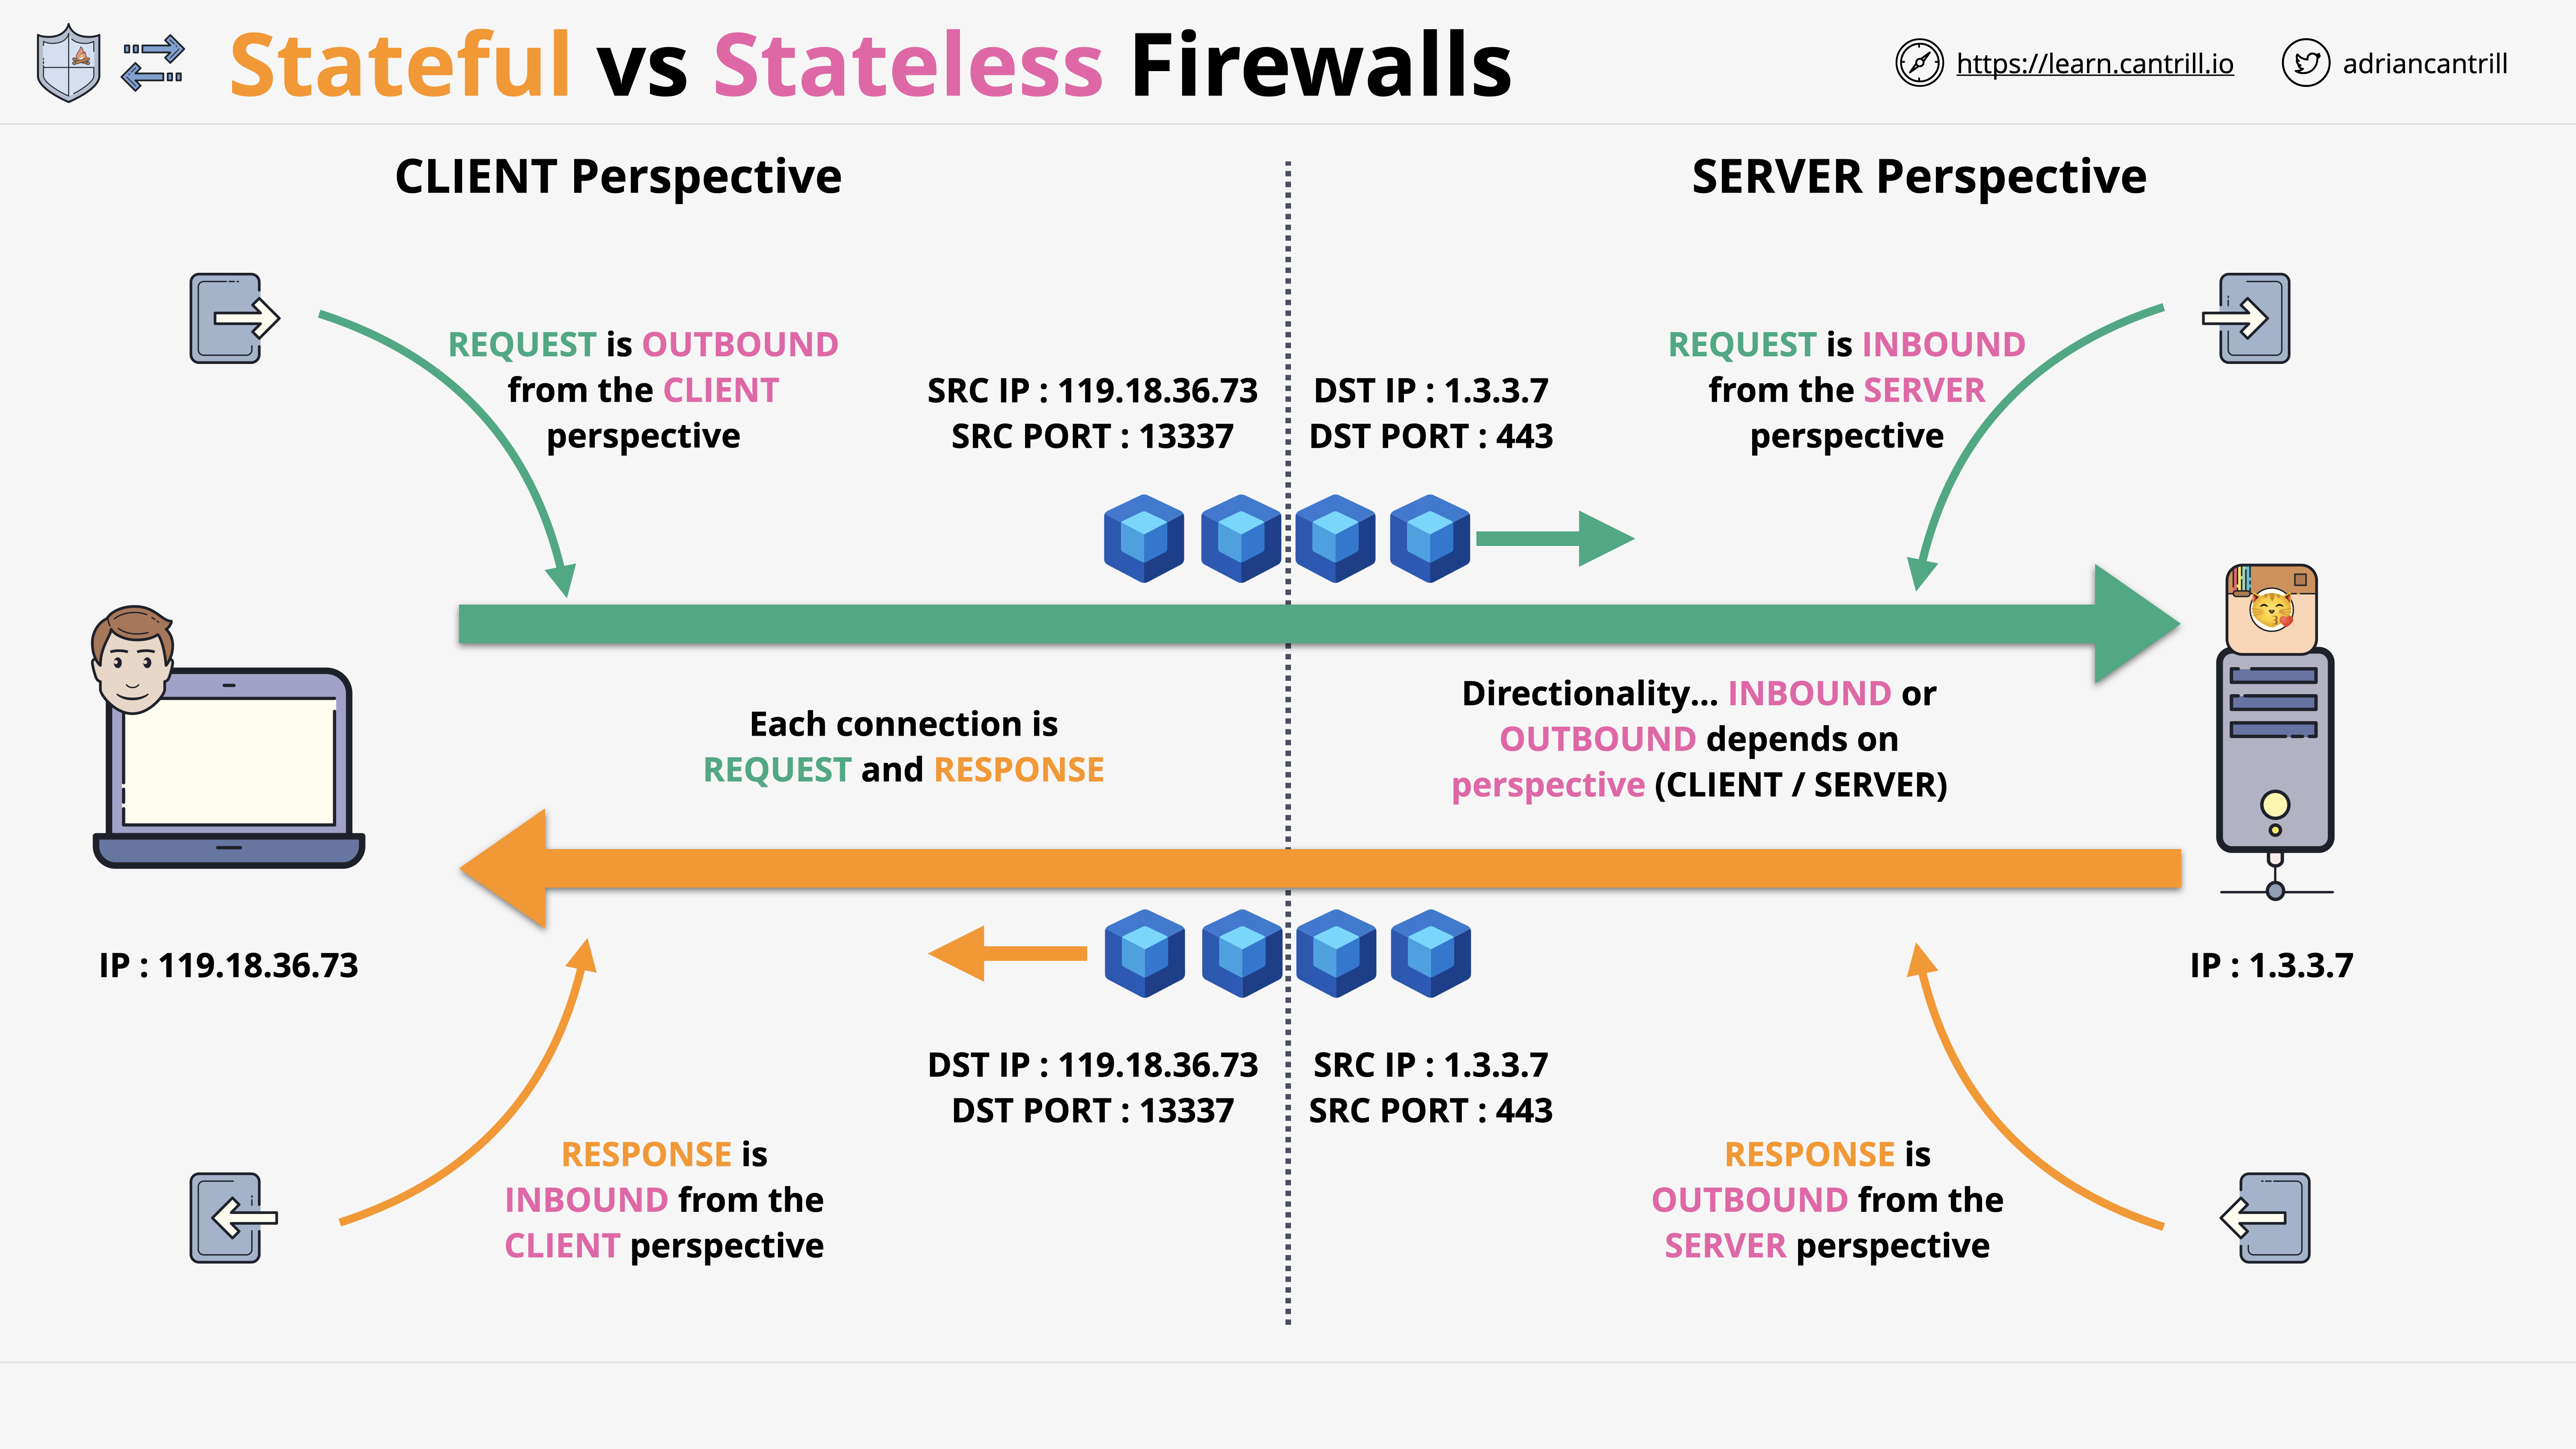 Stateful vs Stateless Firewalls
https://learn.cantrill.io
adriancantrill
CLIENT Perspective
SERVER Perspective
REQUEST is OUTBOUND
from the CLIENT
perspective
SRC IP : 119.18.36.73
SRC PORT : 13337
DST IP : 1.3.3.7
DST PORT : 443
REQUEST is INBOUND
from the SERVER
perspective
Each connection is
REQUEST and RESPONSE
Directionality... INBOUND or
OUTBOUND depends on
perspective (CLIENT / SERVER)
IP : 119.18.36.73
IP : 1.3.3.7
DST IP : 119.18.36.73
DST PORT : 13337
SRC IP : 1.3.3.7
SRC PORT : 443
RESPONSE is
INBOUND from the
CLIENT perspective
RESPONSE is
OUTBOUND from the
SERVER perspective